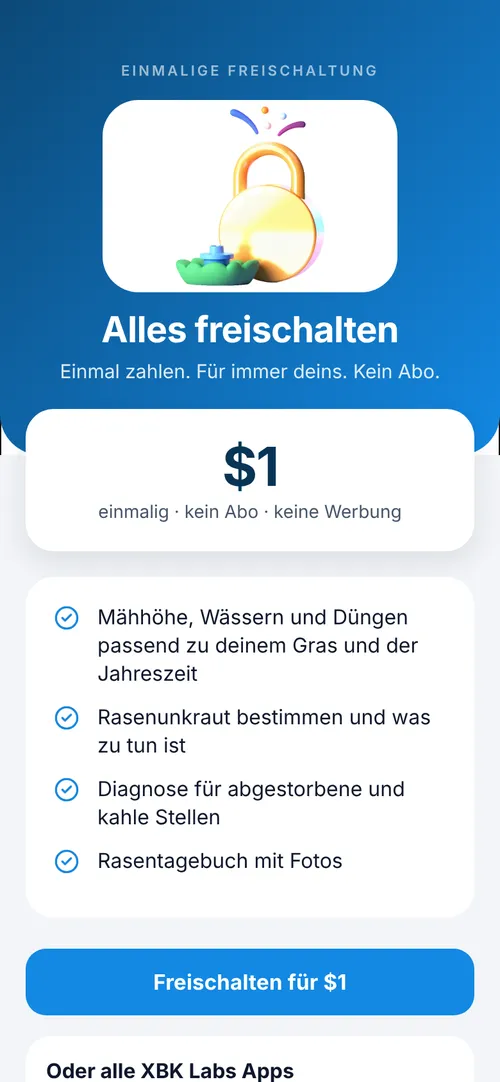 EINMALIGE FREISCHALTUNG
Alles freischalten
Einmal zahlen. Für immer deins. Kein Abo.
$1
einmalig · kein Abo · keine Werbung
Mähhöhe, Wässern und Düngen
passend zu deinem Gras und der
Jahreszeit
Rasenunkraut bestimmen und was
zu tun ist
Diagnose für abgestorbene und
kahle Stellen
Rasentagebuch mit Fotos
Freischalten für $1
Oder alle XBK Labs Apps